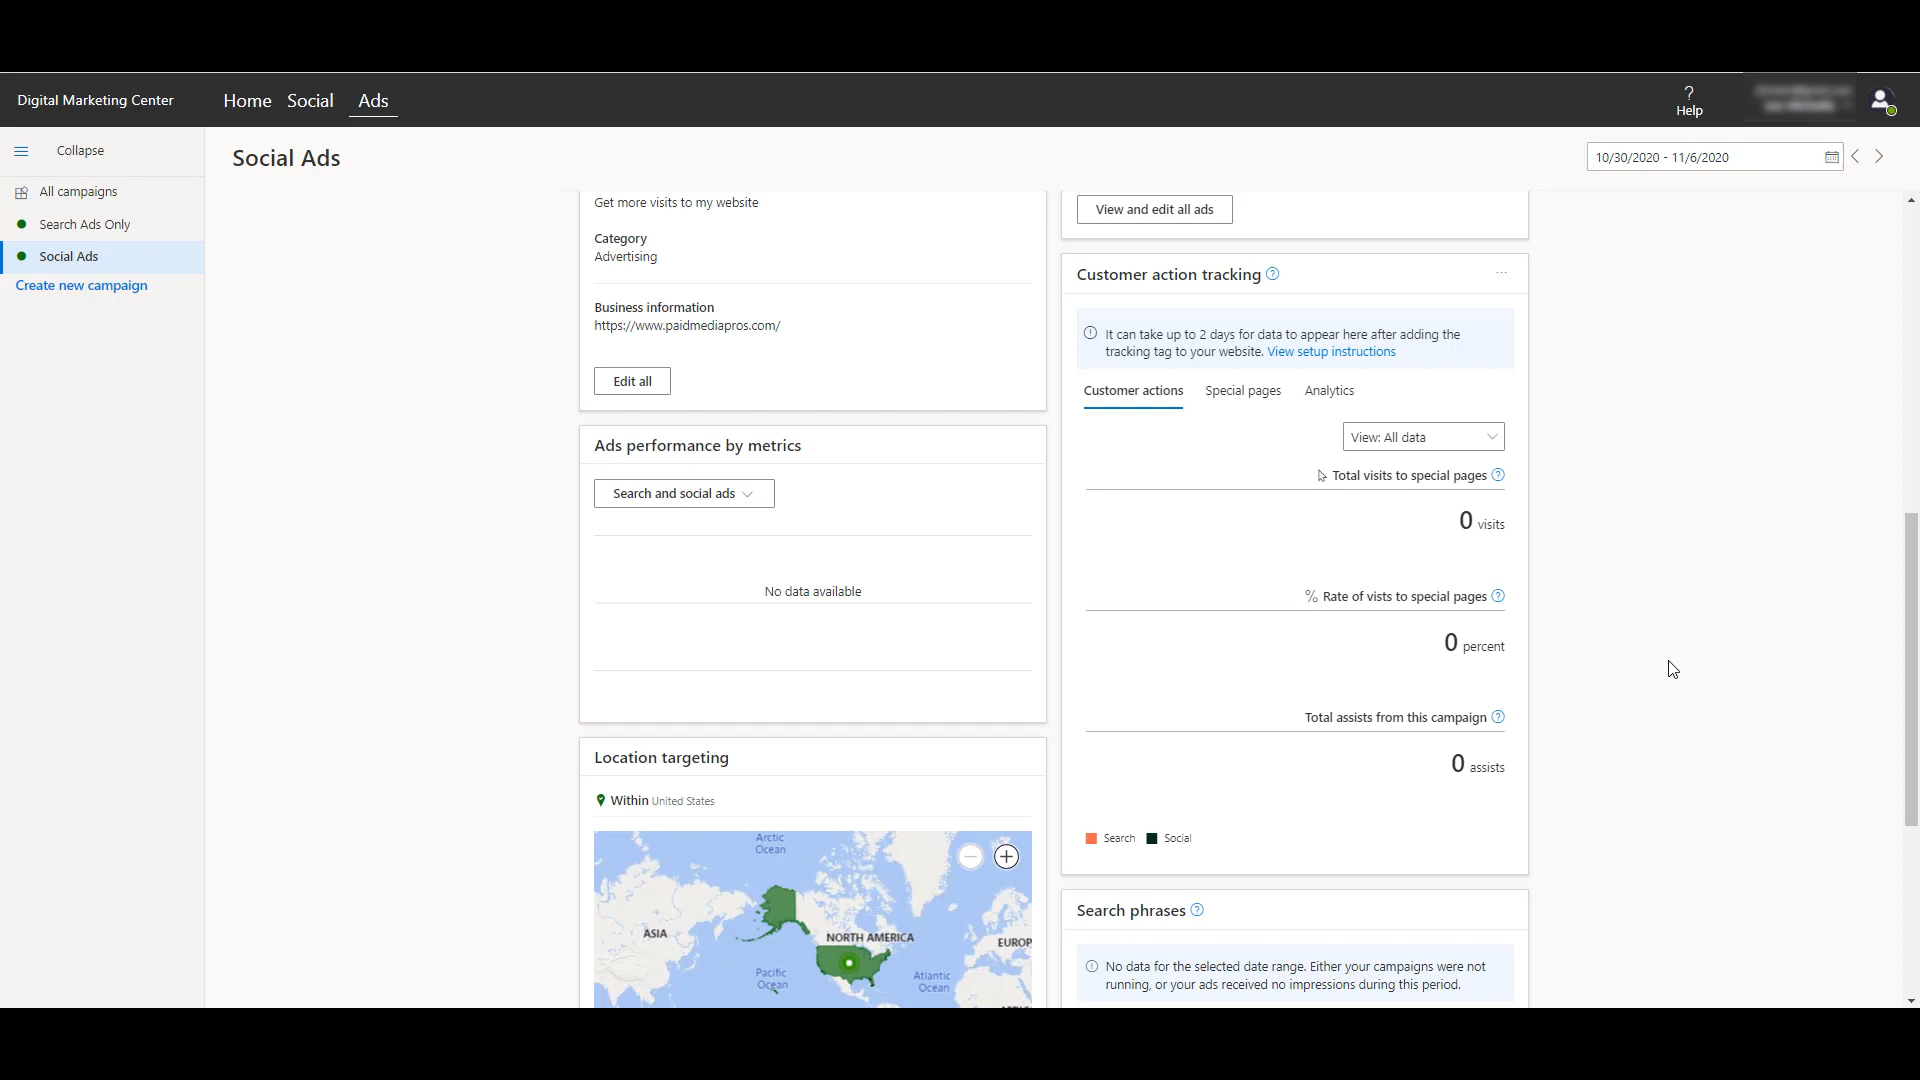 Digital Marketing Center
Home Social Ads
?
Help
Collapse
All campaigns
Search Ads Only
Social Ads
Create new campaign
Social Ads
10/30/2020 - 11/6/2020
Get more visits to my website
Category
Advertising
Business information
https://www.paidmediapros.com/
Edit all
Ads performance by metrics
Search and social ads
No data available
Location targeting
Within United States
Arctic
Ocean
ASIA
NORTH AMERICA
EUROP
Pacific
Ocean
Atlantic
Ocean
View and edit all ads
Customer action tracking ?
...
It can take up to 2 days for data to appear here after adding the
tracking tag to your website. View setup instructions
Customer actions Special pages Analytics
View: All data
Total visits to special pages ?
0 visits
% Rate of vists to special pages ?
0 percent
Total assists from this campaign ?
0 assists
Search Social
Search phrases ?
No data for the selected date range. Either your campaigns were not
running, or your ads received no impressions during this period.